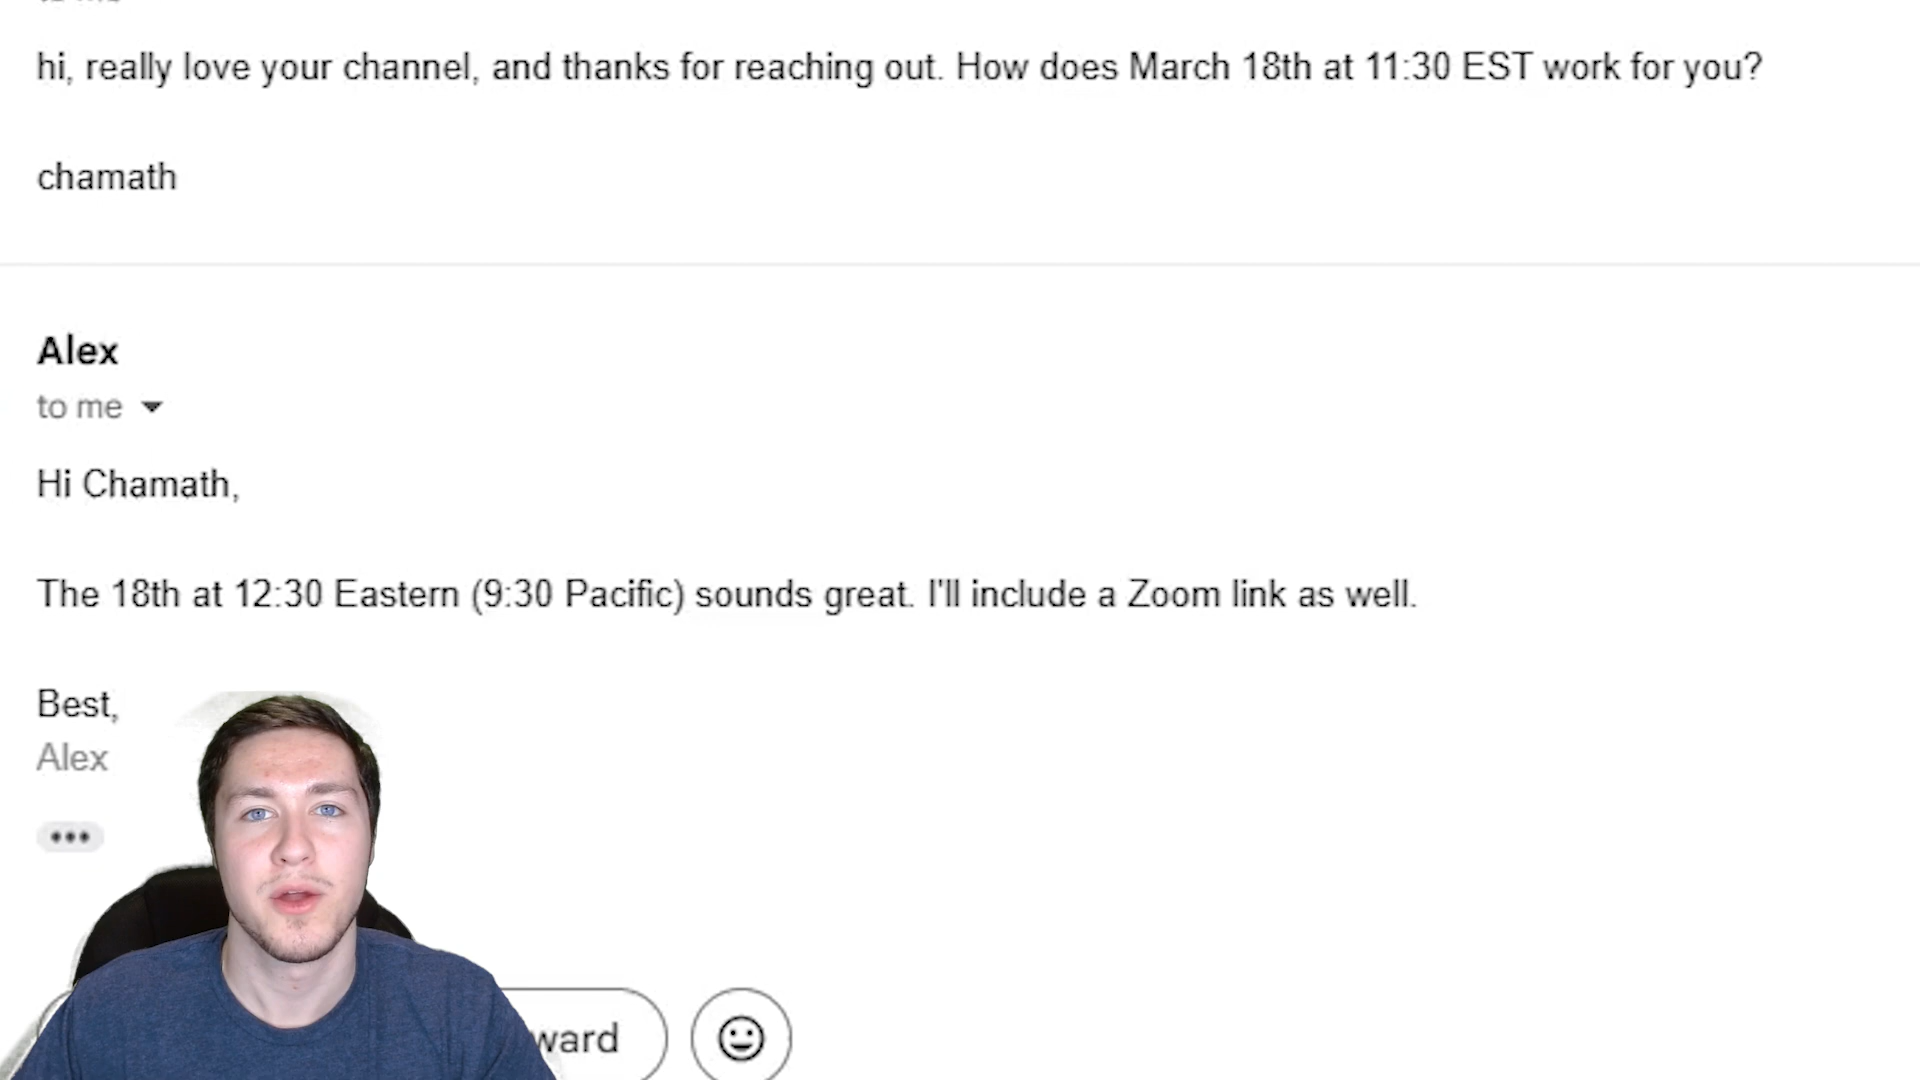 hi, really love your channel, and thanks for reaching out. How does March 18th at 11:30 EST work for you?
chamath
Alex
to me
Hi Chamath,
The 18th at 12:30 Eastern (9:30 Pacific) sounds great. I'll include a Zoom link as well.
Best,
Alex
ward